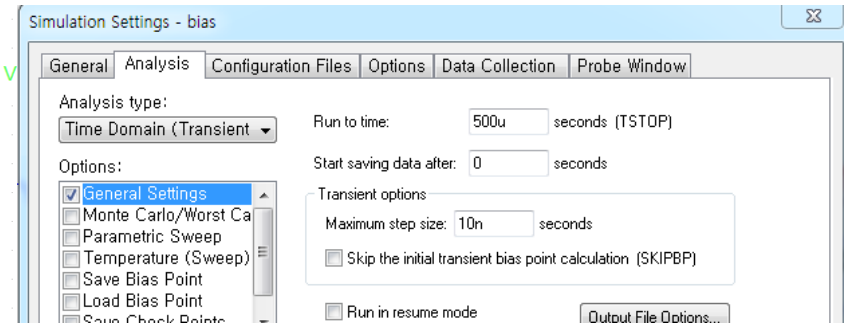 Simulation Settings - bias
General Analysis Configuration Files Options Data Collection Probe Window
V
Analysis type:
Time Domain (Transient
Options:
General Settings
Monte Carlo/Worst Ca
Parametric Sweep
Temperature (Sweep)
Save Bias Point
Load Bias Point
Save Check Points
Run to time: 500u seconds (TSTOP)
Start saving data after: 0 seconds
Transient options
Maximum step size: 10n seconds
Skip the initial transient bias point calculation (SKIPBP)
Run in resume mode
Output File Options...